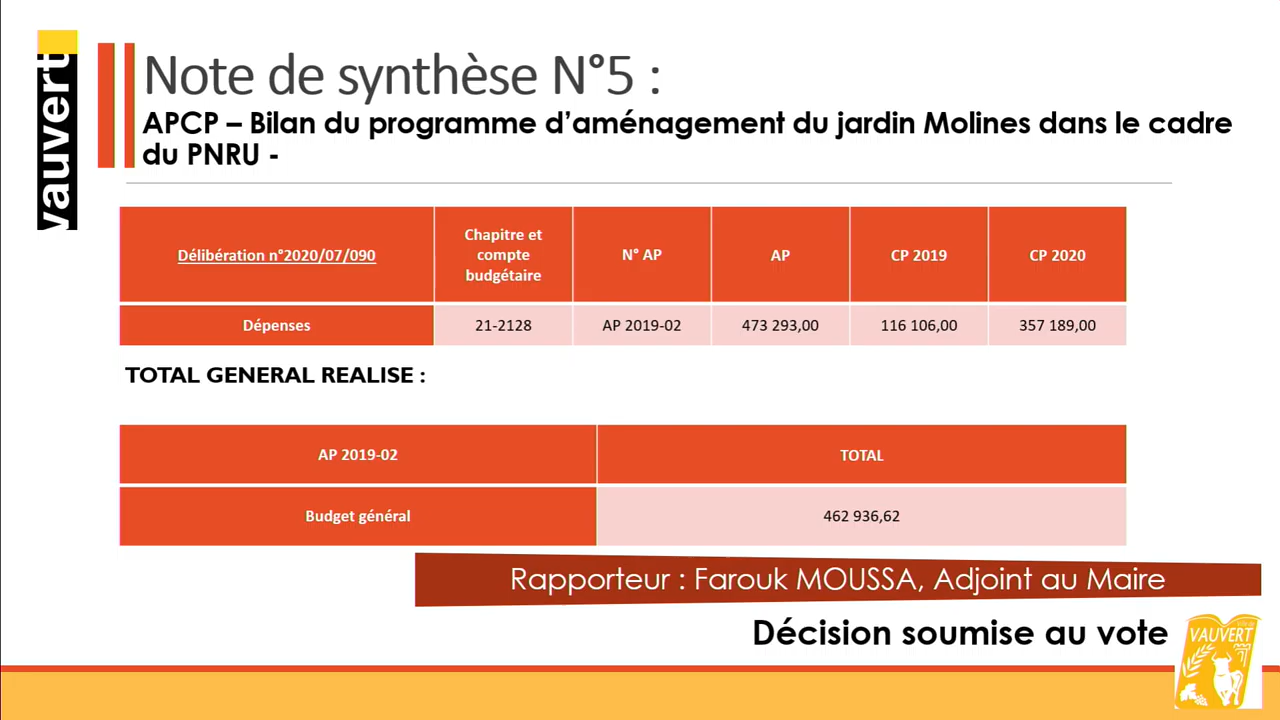 vauvert
Note de synthèse N°5 :
APCP – Bilan du programme d’aménagement du jardin Molines dans le cadre
du PNRU -
Délibération n°2020/07/090
Chapitre et
compte
budgétaire
N° AP
AP
CP 2019
CP 2020
Dépenses
21-2128
AP 2019-02
473 293,00
116 106,00
357 189,00
TOTAL GENERAL REALISE :
AP 2019-02
TOTAL
Budget général
462 936,62
Rapporteur : Farouk MOUSSA, Adjoint au Maire
Décision soumise au vote
VAUVERT